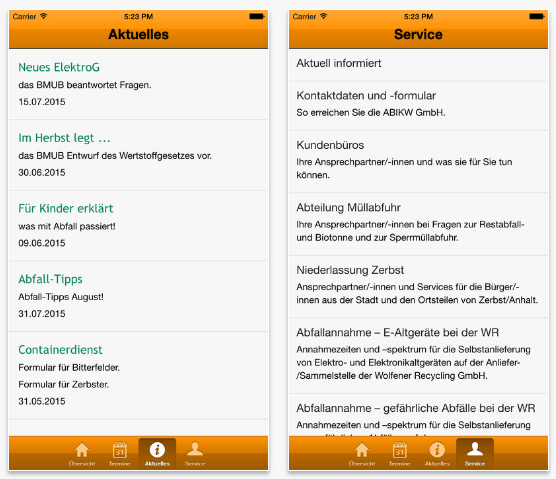 Carrier 5:23 PM
Aktuelles
Neues ElektroG
das BMUB beantwortet Fragen.
15.07.2015
Im Herbst legt ...
das BMUB Entwurf des Wertstoffgesetzes vor.
30.06.2015
Für Kinder erklärt
was mit Abfall passiert!
09.06.2015
Abfall-Tipps
Abfall-Tipps August!
31.07.2015
Containerdienst
Formular für Bitterfelder.
Formular für Zerbster.
31.05.2015
Übersicht
31
Termine
Aktuelles
Service
Carrier 5:23 PM
Service
Aktuell informiert
Kontaktdaten und -formular
So erreichen Sie die ABIKW GmbH.
Kundenbüros
Ihre Ansprechpartner/-innen und was sie für Sie tun
können.
Abteilung Müllabfuhr
Ihre Ansprechpartner/-innen bei Fragen zur Restabfall-
und Biotonne und zur Sperrmüllabfuhr.
Niederlassung Zerbst
Ansprechpartner/-innen und Services für die Bürger/-
innen aus der Stadt und den Ortsteilen von Zerbst/Anhalt.
Abfallannahme – E-Altgeräte bei der WR
Annahmezeiten und –spektrum für die Selbstanlieferung
von Elektro- und Elektronikaltgeräten auf der Anliefer-
/Sammelstelle der Wolfener Recycling GmbH.
Abfallannahme – gefährliche Abfälle bei der WR
Annahmezeiten und –spektrum für die Selbstanlieferung
Übersicht
31
Termine
Aktuelles
Service